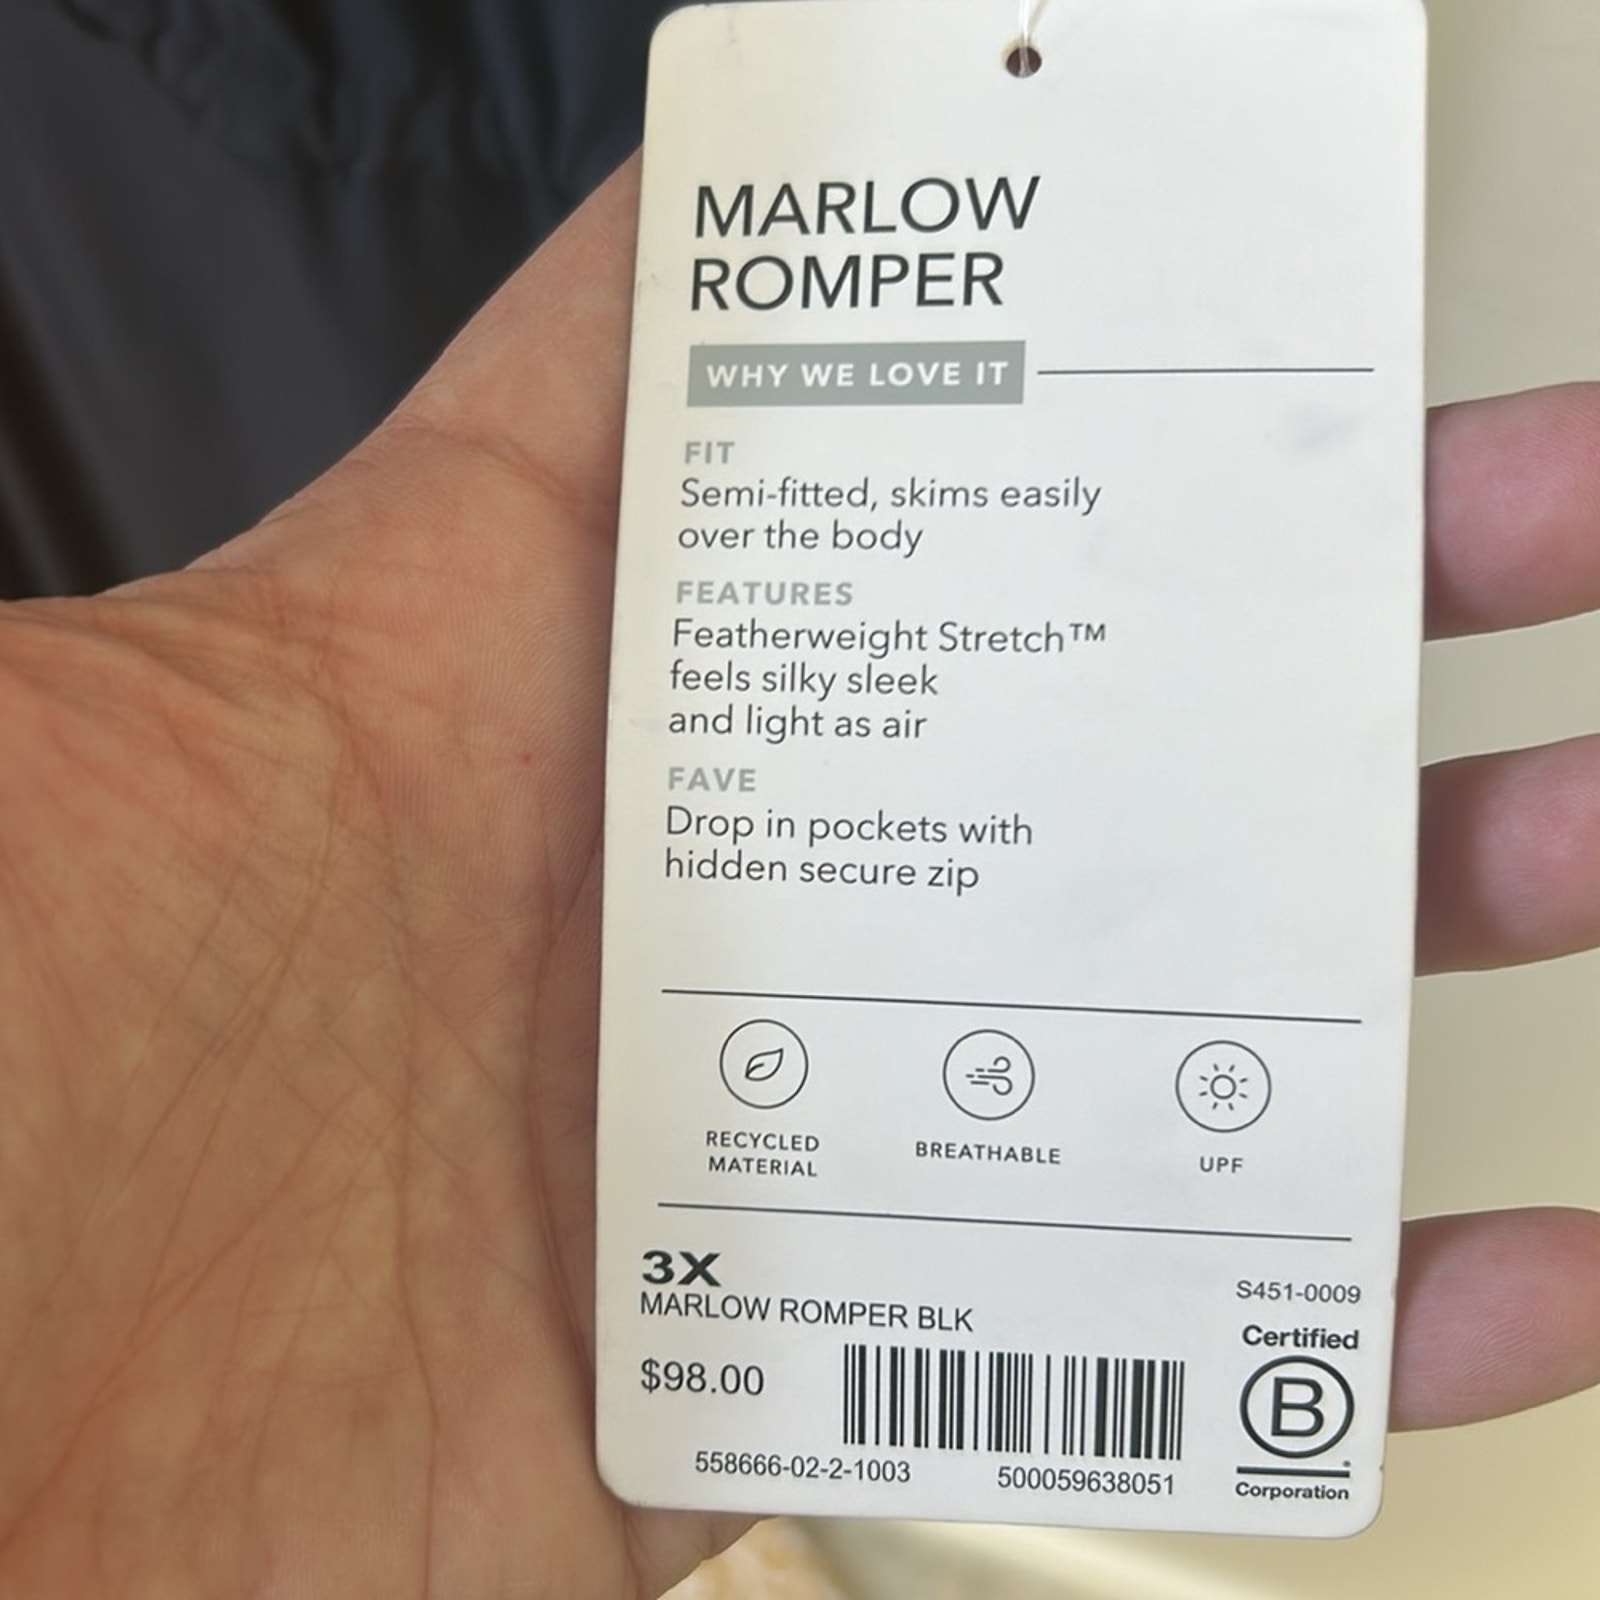 MARLOW
ROMPER
WHY WE LOVE IT
FIT
Semi-fitted, skims easily
over the body
FEATURES
Featherweight Stretch™
feels silky sleek
and light as air
FAVE
Drop in pockets with
hidden secure zip
RECYCLED
MATERIAL
BREATHABLE
UPF
3X
MARLOW ROMPER BLK
$98.00
558666-02-2-1003
500059638051
S451-0009
Certified
B
Corporation